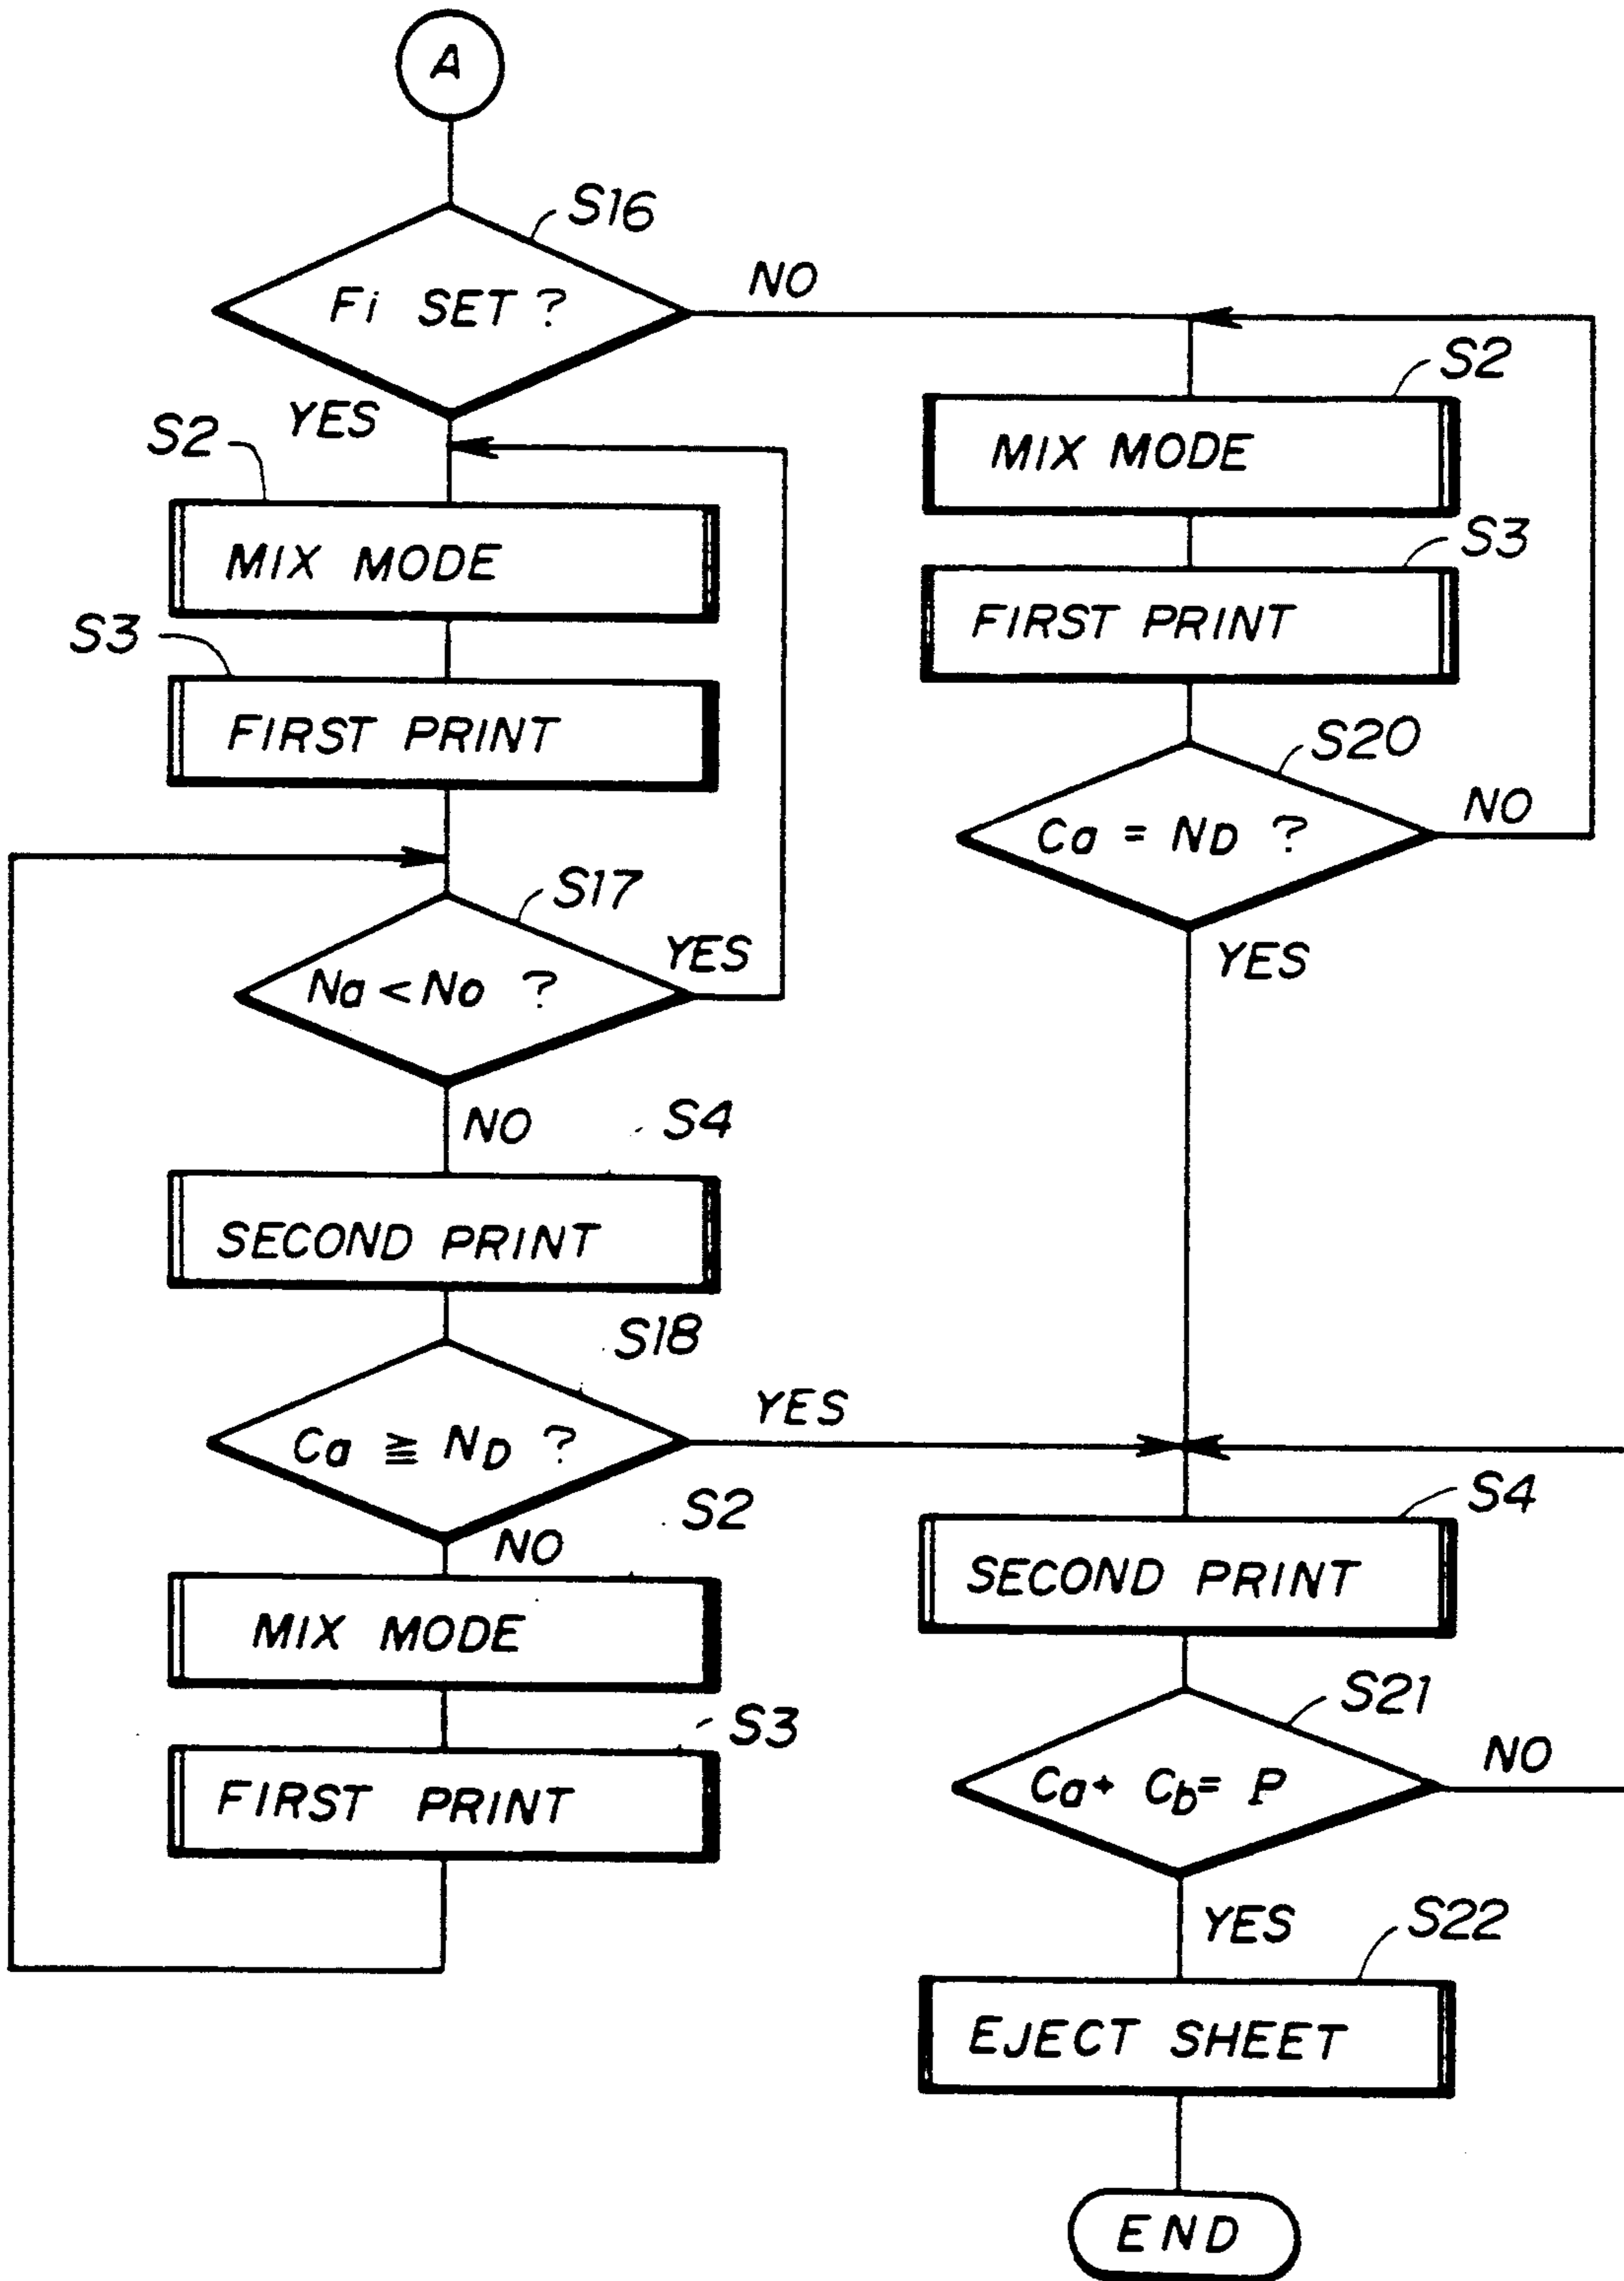 A
S16
Fi SET ?
NO
YES
S2
MIX MODE
S3
FIRST PRINT
S17
Na < No ?
YES
NO
S4
SECOND PRINT
S18
Ca ≧ ND ?
YES
NO
S2
MIX MODE
S3
FIRST PRINT
S2
MIX MODE
S3
FIRST PRINT
S20
Ca = ND ?
NO
YES
S4
SECOND PRINT
S21
Ca + Cb = P
NO
YES
S22
EJECT SHEET
END